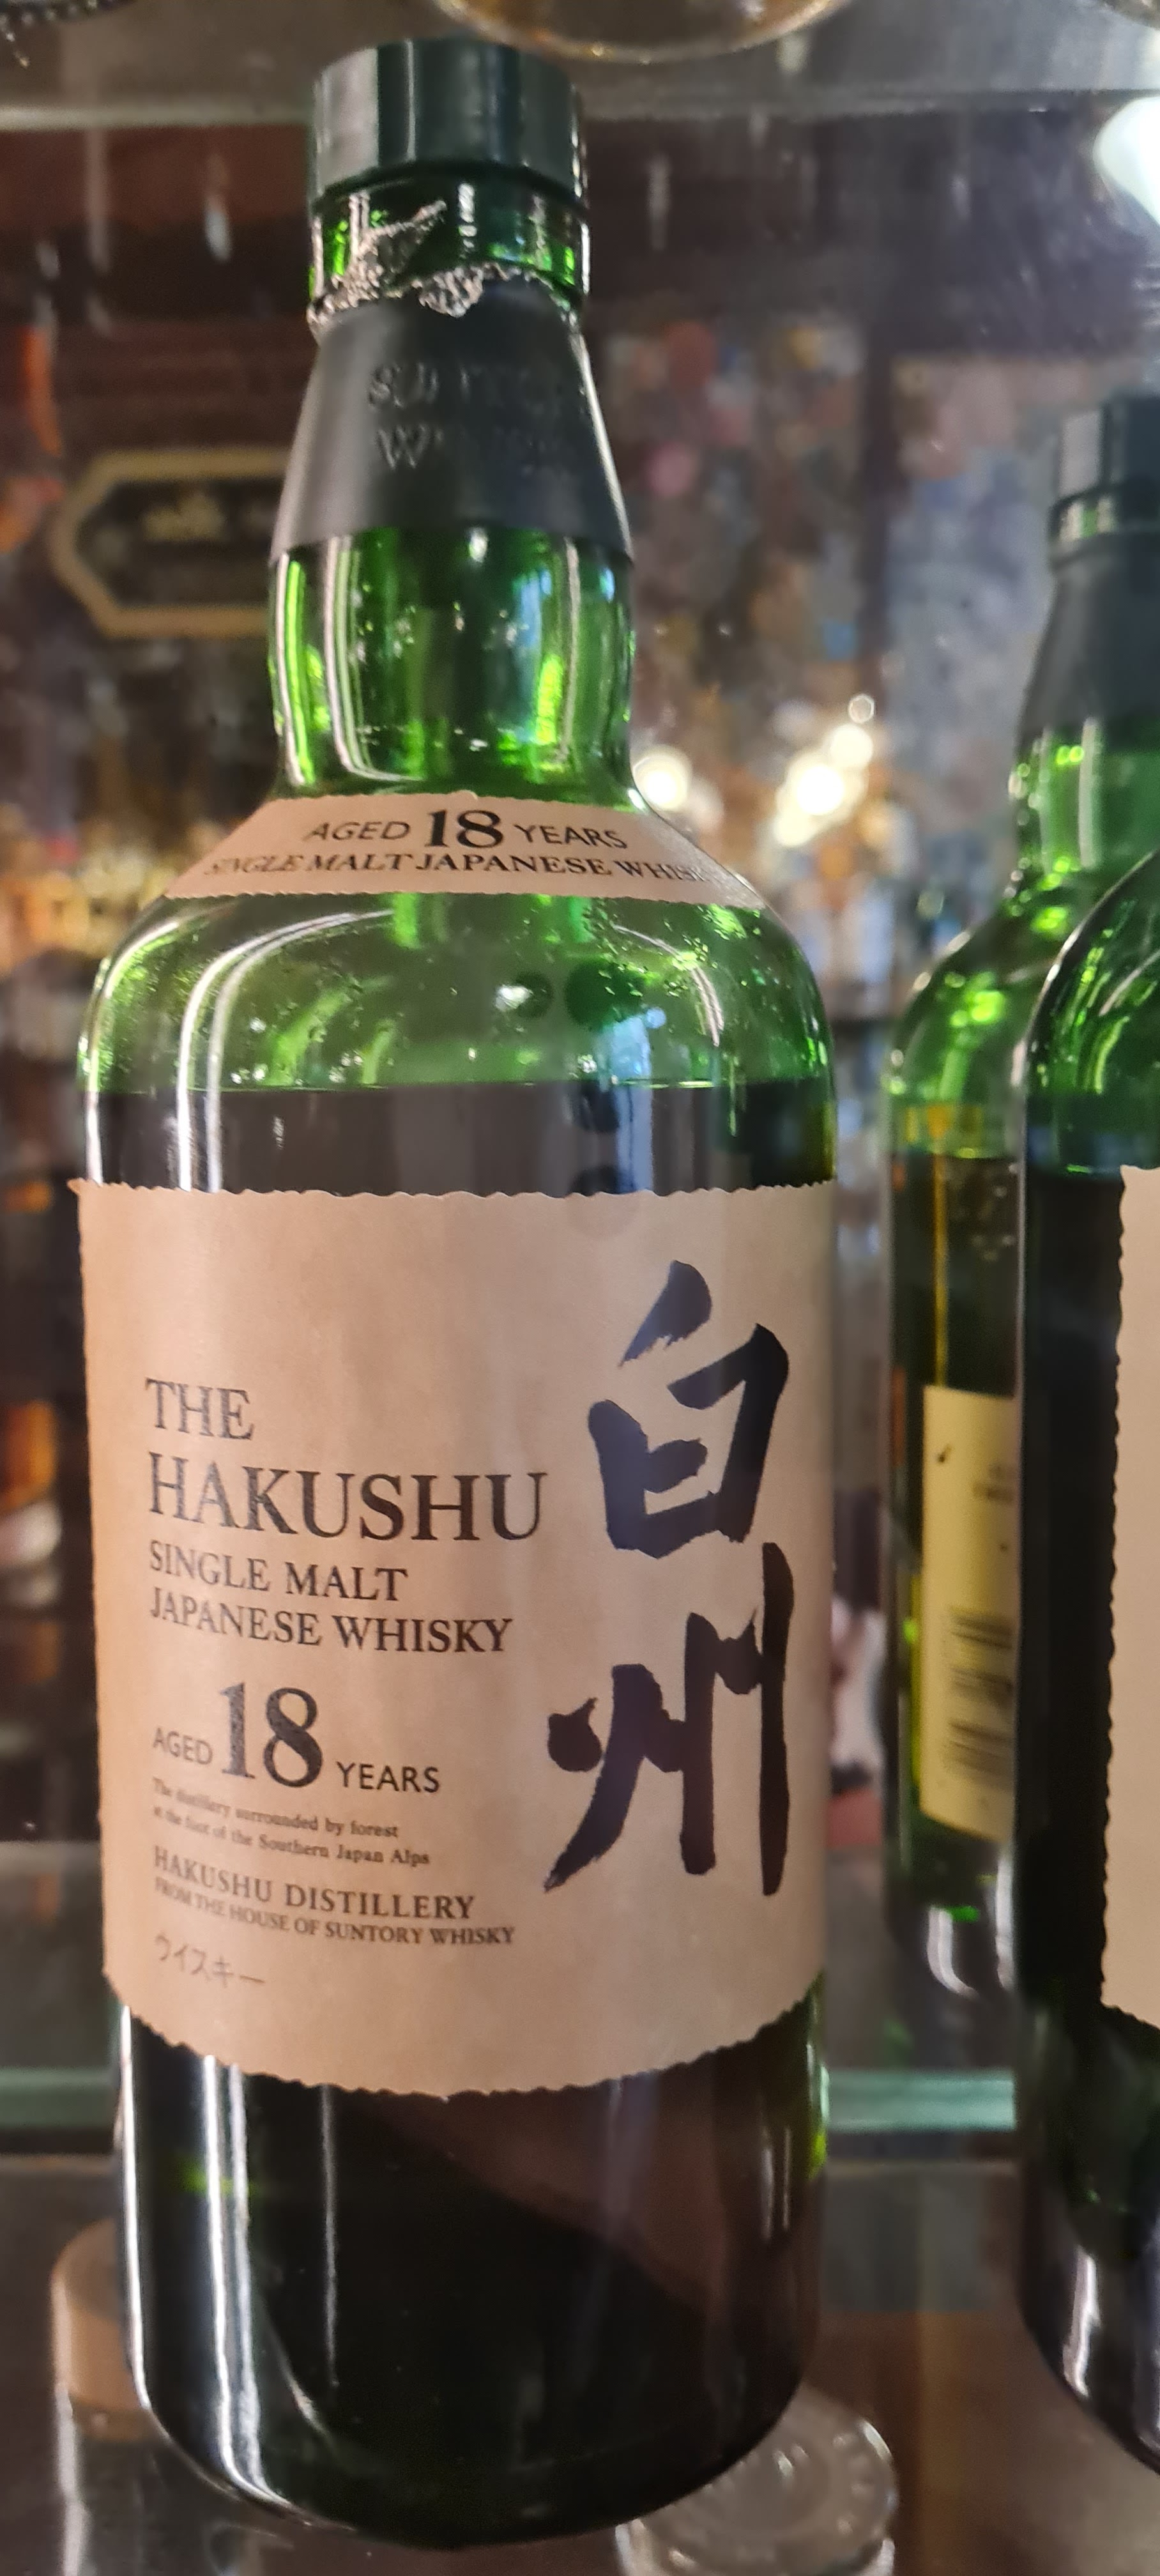 AGED 18 YEARS
SINGLE MALT JAPANESE
THE
HAKUSHU
SINGLE MALT
JAPANESE WHISKY
AGED 18 YEARS
The distillery surrounded by forest
at the foot of the Southern Japan Alps
HAKUSHU DISTILLERY
FROM THE HOUSE OF SUNTORY WHISKY
ウイスキー
白州